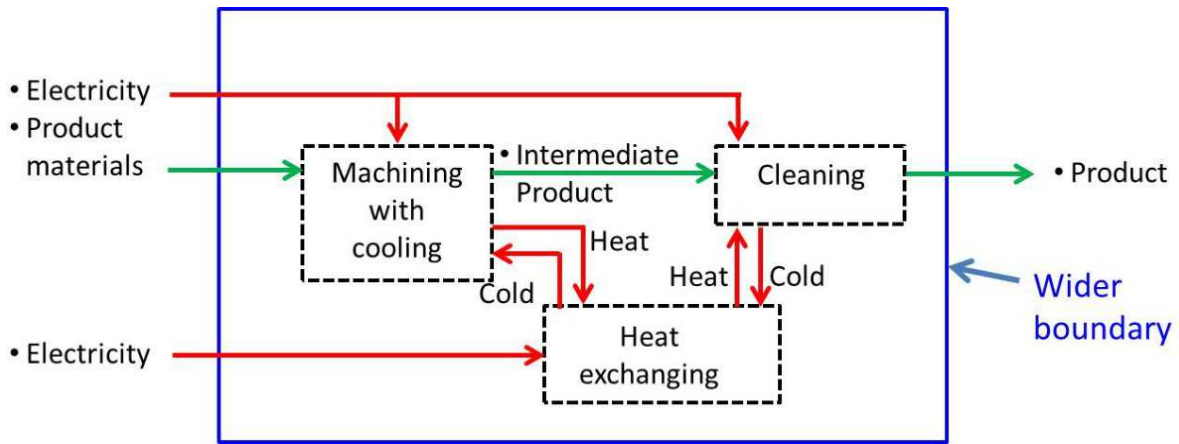 • Electricity
• Product
materials
Machining
with
cooling
• Intermediate
Product
Cleaning
• Product
Heat
Cold
Heat
Cold
Wider
boundary
• Electricity
Heat
exchanging